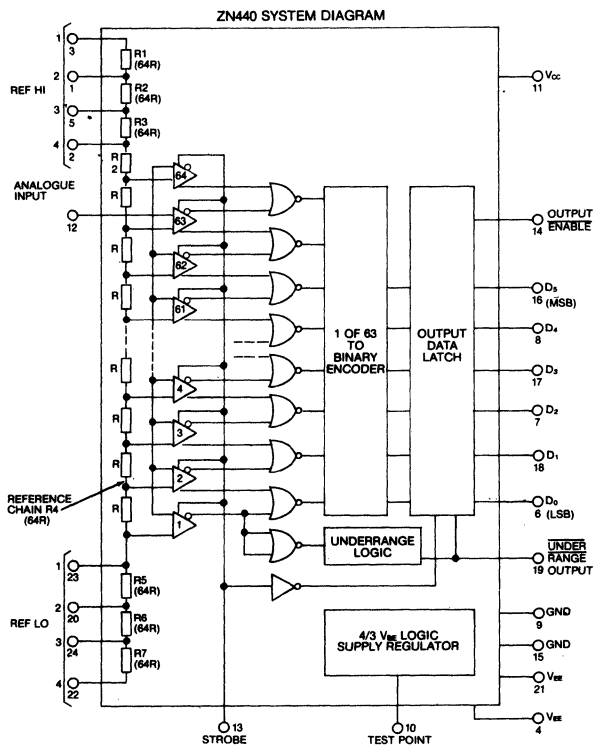 ZN440 SYSTEM DIAGRAM
REF HI
1
3
2
1
3
5
4
2
R1
(64R)
R2
(64R)
R3
(64R)
R
2
R
R
R
R
R
R
R
ANALOGUE
INPUT
12
64
63
62
61
4
3
2
1
REFERENCE
CHAIN R4
(64R)
REF LO
1
23
2
20
3
24
4
22
R5
(64R)
R6
(64R)
R7
(64R)
1 OF 63
TO
BINARY
ENCODER
OUTPUT
DATA
LATCH
UNDERRANGE
LOGIC
4/3 VBE LOGIC
SUPPLY REGULATOR
VCC
11
OUTPUT
ENABLE
14
D5
16 (MSB)
D4
8
D3
17
D2
7
D1
18
D0
6 (LSB)
UNDER
RANGE
19 OUTPUT
GND
9
GND
15
VEE
21
VEE
4
13
STROBE
10
TEST POINT